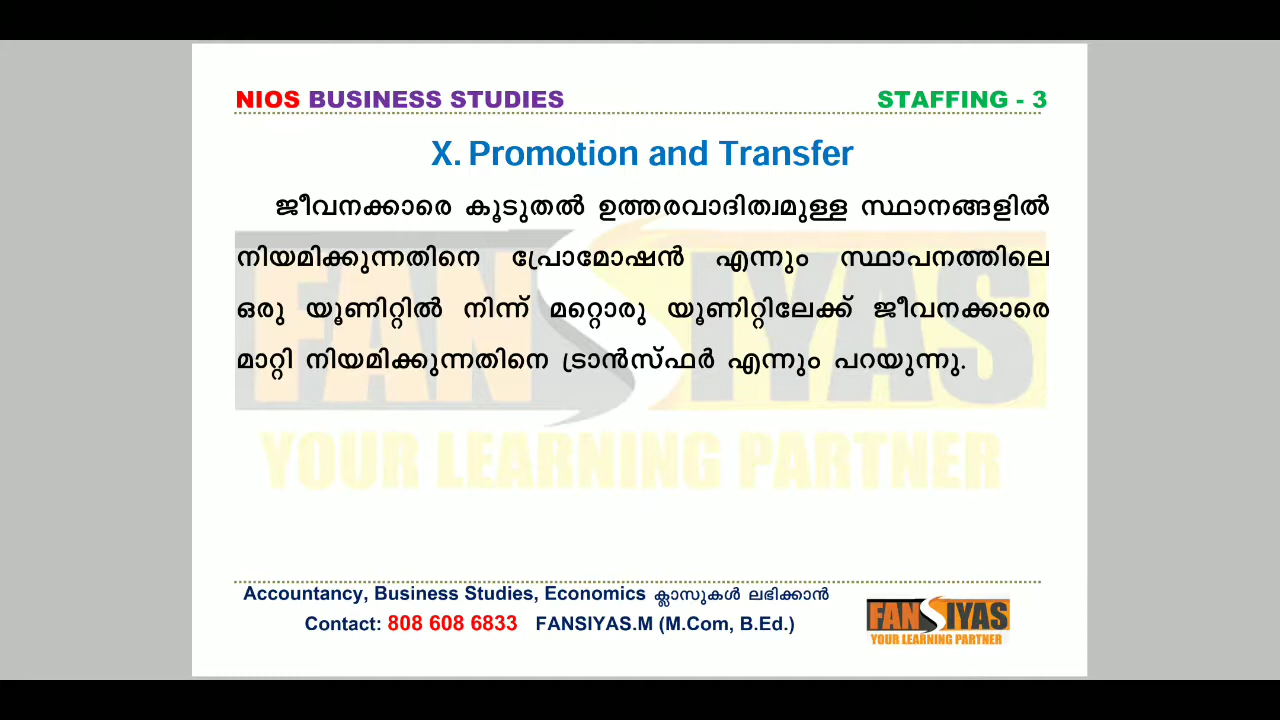 NIOS BUSINESS STUDIES STAFFING - 3
X. Promotion and Transfer
ജീവനക്കാരെ കൂടുതൽ ഉത്തരവാദിത്വമുള്ള സ്ഥാനങ്ങളിൽ
നിയമിക്കുന്നതിനെ പ്രോമോഷൻ എന്നും സ്ഥാപനത്തിലെ
ഒരു യൂണിറ്റിൽ നിന്ന് മറ്റൊരു യൂണിറ്റിലേക്ക് ജീവനക്കാരെ
മാറ്റി നിയമിക്കുന്നതിനെ ട്രാൻസ്ഫർ എന്നും പറയുന്നു.
FANSIYAS
YOUR LEARNING PARTNER
Accountancy, Business Studies, Economics ക്ലാസുകൾ ലഭിക്കാൻ
Contact: 808 608 6833 FANSIYAS.M (M.Com, B.Ed.)
FANSIYAS
YOUR LEARNING PARTNER